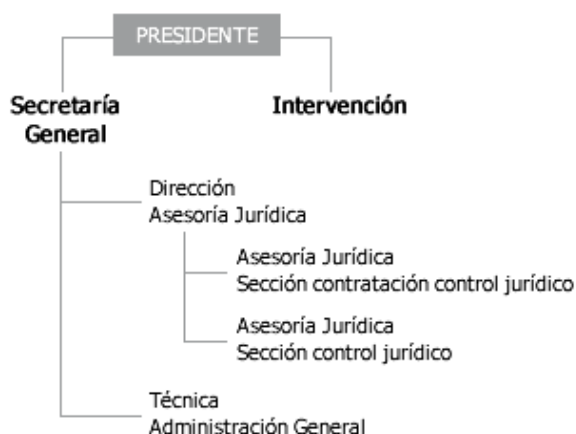 PRESIDENTE
Secretaría
General
Intervención
Dirección
Asesoría Jurídica
Asesoría Jurídica
Sección contratación control jurídico
Asesoría Jurídica
Sección control jurídico
Técnica
Administración General